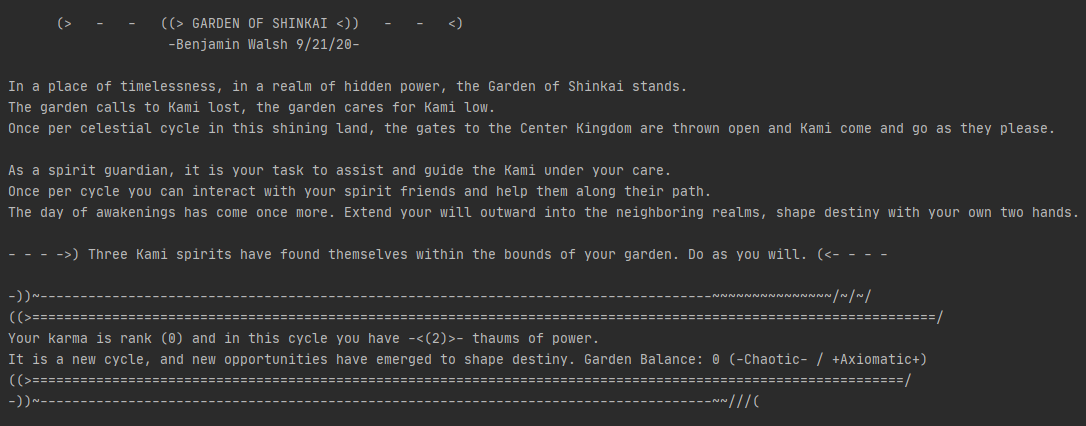 (>   -   -   ((> GARDEN OF SHINKAI <))   -   -   <)
-Benjamin Walsh 9/21/20-
In a place of timelessness, in a realm of hidden power, the Garden of Shinkai stands.
The garden calls to Kami lost, the garden cares for Kami low.
Once per celestial cycle in this shining land, the gates to the Center Kingdom are thrown open and Kami come and go as they please.
As a spirit guardian, it is your task to assist and guide the Kami under your care.
Once per cycle you can interact with your spirit friends and help them along their path.
The day of awakenings has come once more. Extend your will outward into the neighboring realms, shape destiny with your own two hands.
- - - ->) Three Kami spirits have found themselves within the bounds of your garden. Do as you will. (<- - - -
-))~------------------------------------------------------------------------------------~~~~~~~~~~~~~~~/~/~/
((>=================================================================================================================/
Your karma is rank (0) and in this cycle you have -<(2)>- thaums of power.
It is a new cycle, and new opportunities have emerged to shape destiny. Garden Balance: 0 (-Chaotic- / +Axiomatic+)
((>=============================================================================================================/
-))~------------------------------------------------------------------------------------~~///(